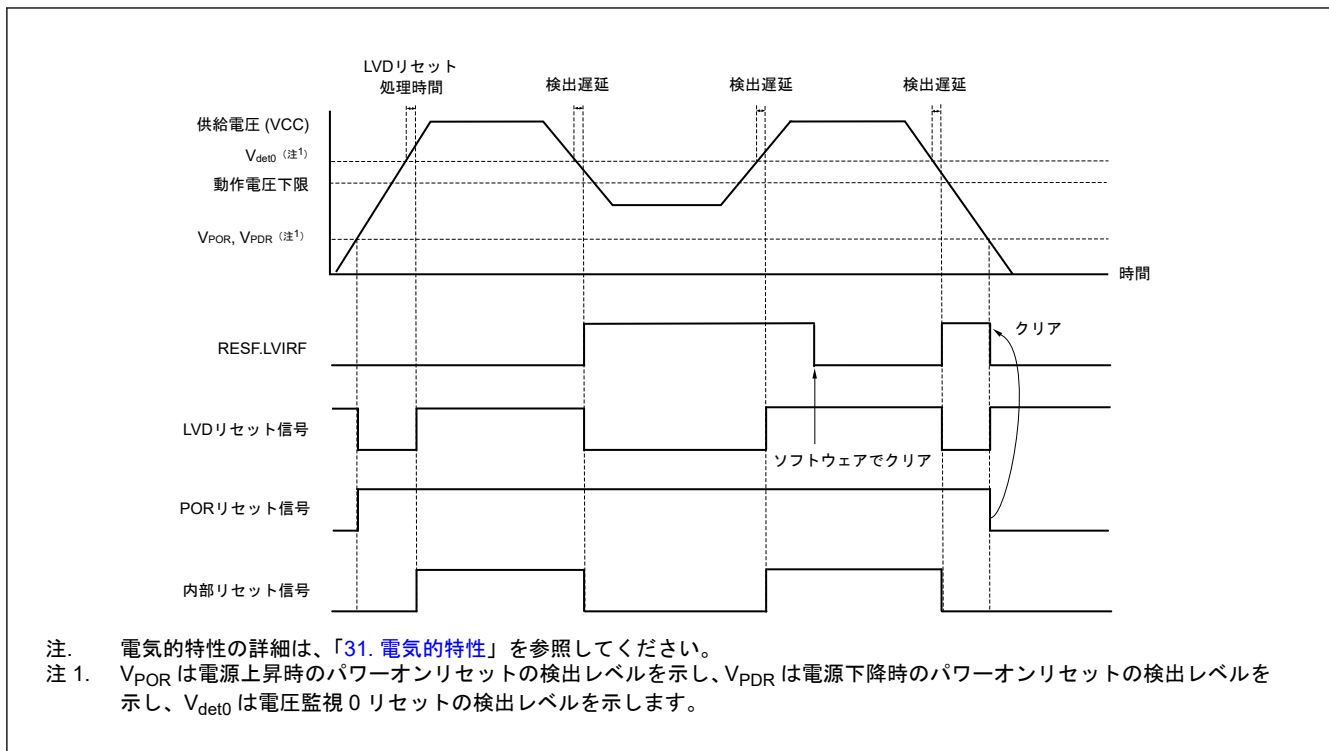 LVDリセット
処理時間
検出遅延
検出遅延
検出遅延
供給電圧 (VCC)
Vdet0（注1）
動作電圧下限
VPOR, VPDR（注1）
時間
RESF.LVIRF
クリア
LVDリセット信号
ソフトウェアでクリア
PORリセット信号
内部リセット信号
注. 電気的特性の詳細は、「31. 電気的特性」を参照してください。
注 1. VPOR は電源上昇時のパワーオンリセットの検出レベルを示し、VPDR は電源下降時のパワーオンリセットの検出レベルを
示し、Vdet0 は電圧監視 0 リセットの検出レベルを示します。